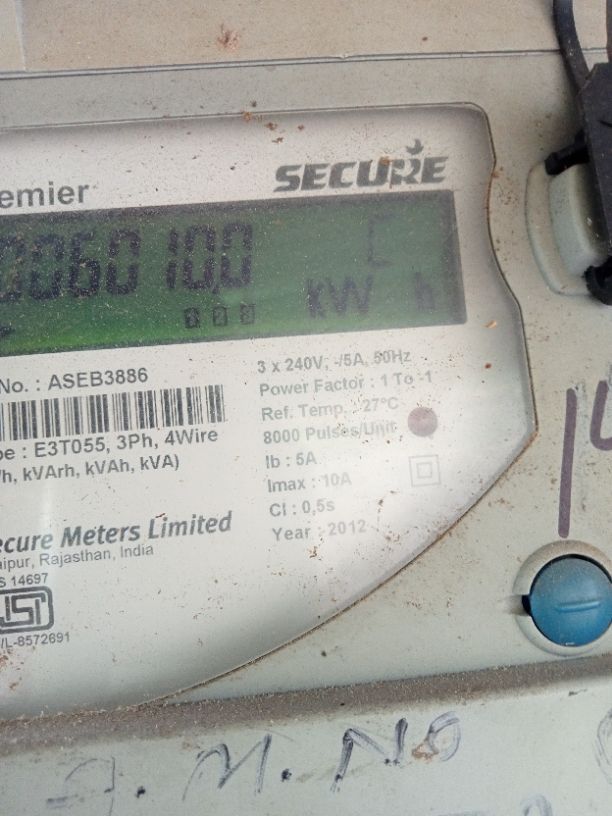 emier
SECURE
006010.0 C
kW h
No. : ASEB3886
3 x 240V, -/5A, 50Hz
Power Factor : 1 To -1
Ref. Temp. : 27°C
8000 Pulses/Unit
Ib : 5A
Imax : 10A
Cl : 0,5s
Year : 2012
pe : E3T055, 3Ph, 4Wire
h, kVArh, kVAh, kVA)
ecure Meters Limited
aipur, Rajasthan, India
S 14697
ISI
/L-8572691
M. No